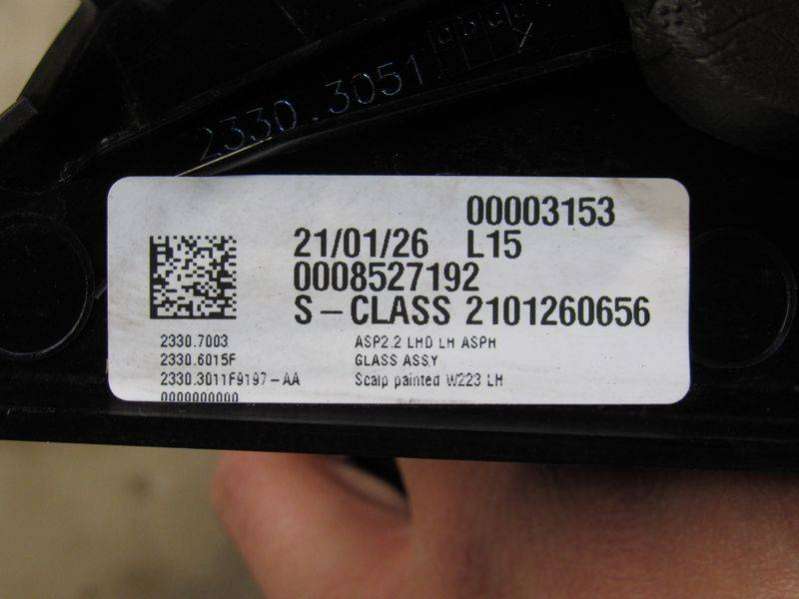 2330.3051
00003153
21/01/26 L15
0008527192
S-CLASS 2101260656
2330.7003 ASP2.2 LHD LH ASPH
2330.6015F GLASS ASSY
2330.3011F9197-AA Scalp painted W223 LH
0000000000